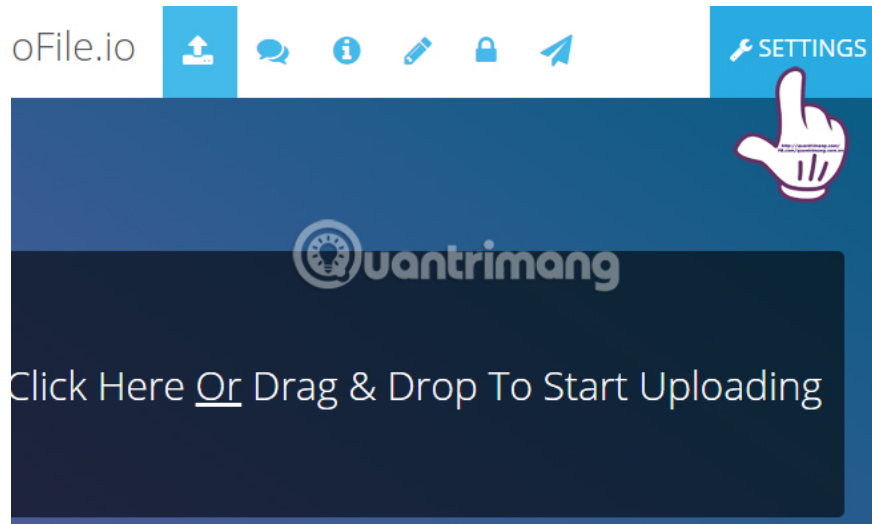 oFile.io
SETTINGS
Quantrimang
Click Here Or Drag & Drop To Start Uploading